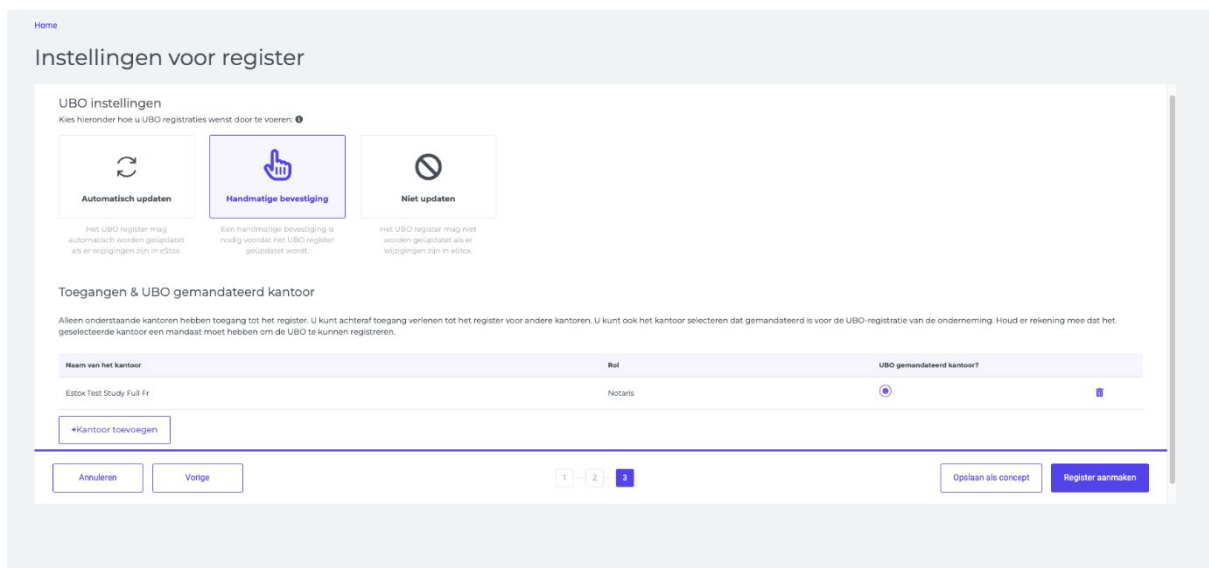 Home
Instellingen voor register
UBO instellingen
Kies hieronder hoe u UBO registraties wenst door te voeren:
Automatisch updaten
Handmatige bevestiging
Niet updaten
Het UBO register mag
automatisch worden geüpdatet
als er wijzigingen zijn in eStox.
Een handmatige bevestiging is
nodig voordat het UBO register
geüpdatet wordt.
Het UBO register mag niet
worden geüpdatet als er
wijzigingen zijn in eStox.
Toegangen & UBO gemandateerd kantoor
Alleen onderstaande kantoren hebben toegang tot het register. U kunt achteraf toegang verlenen tot het register voor andere kantoren. U kunt ook het kantoor selecteren dat gemandateerd is voor de UBO-registratie van de onderneming. Houd er rekening mee dat het
geselecteerde kantoor een mandaat moet hebben om de UBO te kunnen registreren.
Naam van het kantoor Rol UBO gemandateerd kantoor?
Estox Test Study Full Fr Notaris
+Kantoor toevoegen
Annuleren Vorige 1 2 3 Opslaan als concept Register aanmaken